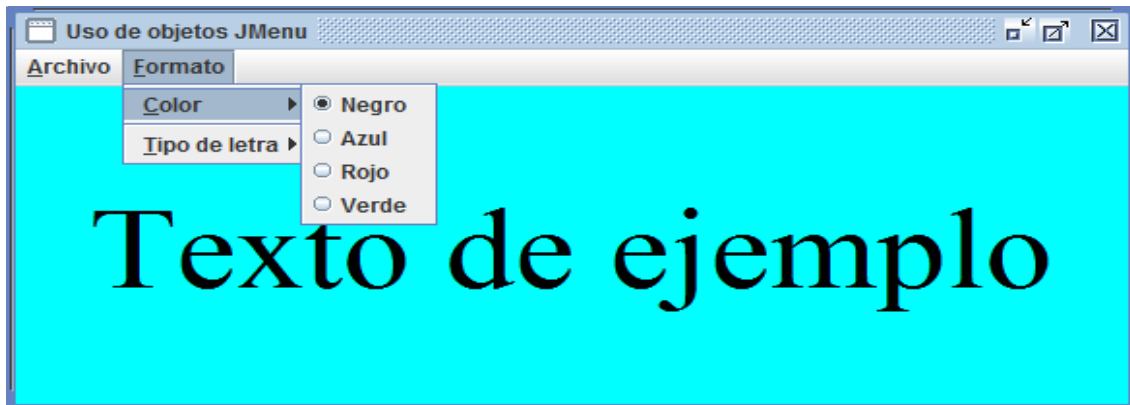 Uso de objetos JMenu
Archivo Formato
Color
Negro
Azul
Tipo de letra
Rojo
Verde
Texto de ejemplo